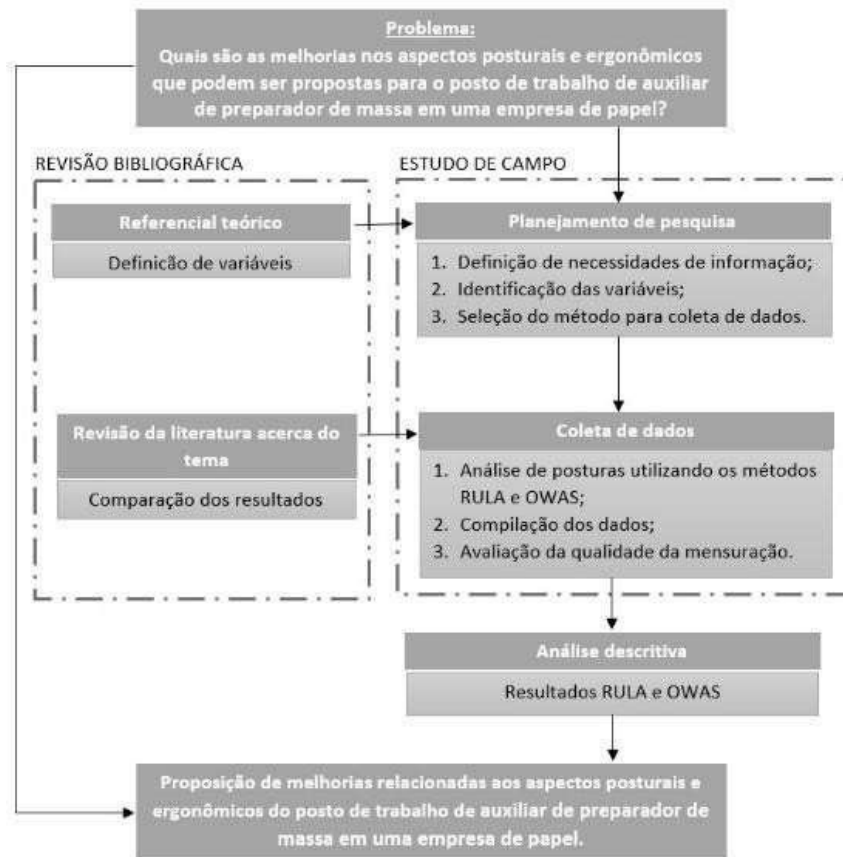 Problema:
Quais são as melhorias nos aspectos posturais e ergonômicos
que podem ser propostas para o posto de trabalho de auxiliar
de preparador de massa em uma empresa de papel?
REVISÃO BIBLIOGRÁFICA
Referencial teórico
Definicão de variáveis
Revisão da literatura acerca do
tema
Comparação dos resultados
ESTUDO DE CAMPO
Planejamento de pesquisa
1. Definição de necessidades de informação;
2. Identificação das variáveis;
3. Seleção do método para coleta de dados.
Coleta de dados
1. Análise de posturas utilizando os métodos
RULA e OWAS;
2. Compilação dos dados;
3. Avaliação da qualidade da mensuração.
Análise descritiva
Resultados RULA e OWAS
Proposição de melhorias relacionadas aos aspectos posturais e
ergonômicos do posto de trabalho de auxiliar de preparador de
massa em uma empresa de papel.